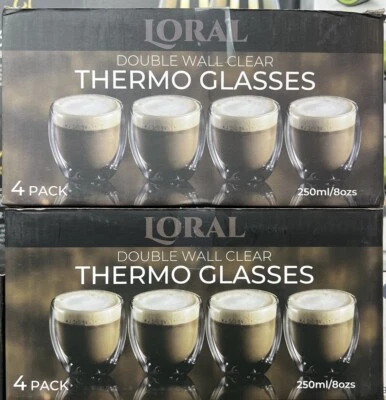 LORAL
DOUBLE WALL CLEAR
THERMO GLASSES
4 PACK
250ml/8ozs
LORAL
DOUBLE WALL CLEAR
THERMO GLASSES
4 PACK
250ml/8ozs